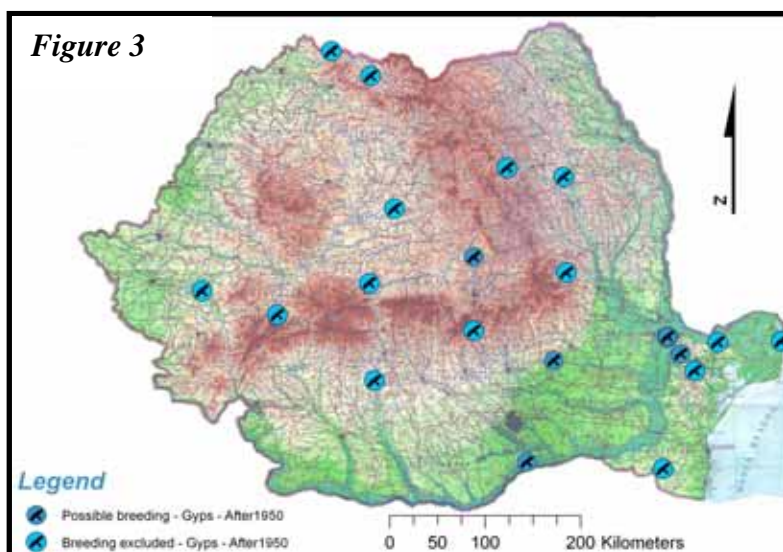 Figure 3
N
Legend
Possible breeding - Gyps - After1950
Breeding excluded - Gyps - After1950
0 50 100 200 Kilometers